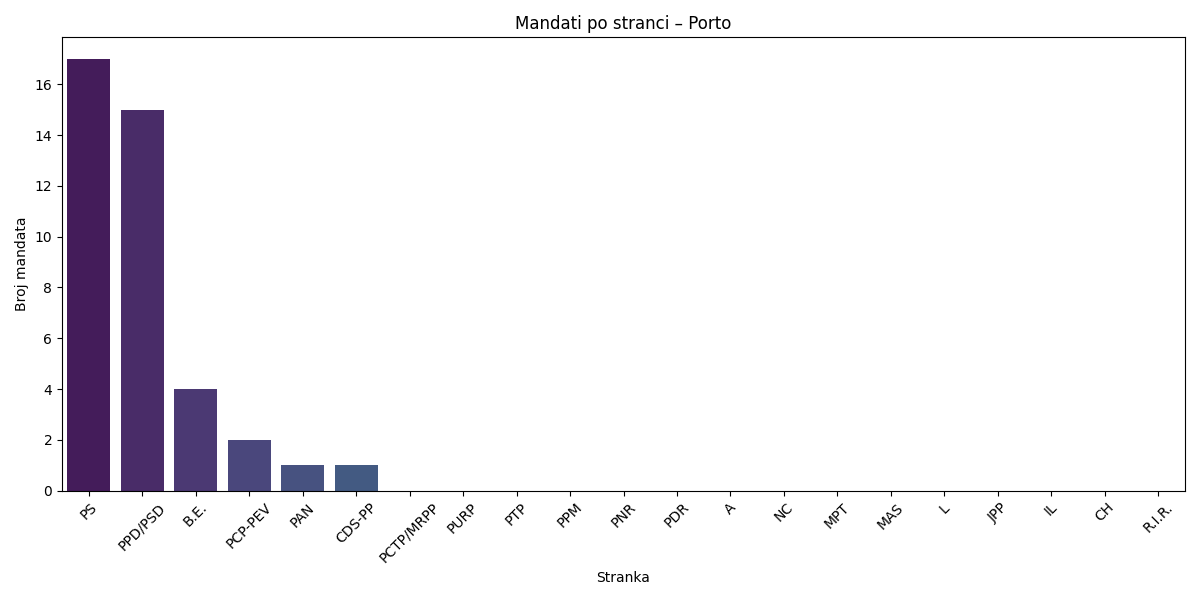 Mandati po stranci – Porto
Broj mandata
16
14
12
10
8
6
4
2
0
PS
PPD/PSD
B.E.
PCP-PEV
PAN
CDS-PP
PCTP/MRPP
PURP
PTP
PPM
PNR
PDR
A
NC
MPT
MAS
L
JPP
IL
CH
R.I.R.
Stranka